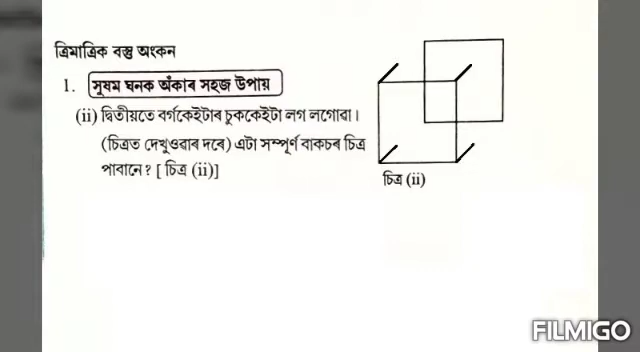 ত্ৰিমাত্ৰিক বস্তু অংকন
1. সুষম ঘনক অঁকাৰ সহজ উপায়
(ii) দ্বিতীয়তে বৰ্গকেইটাৰ চুককেইটা লগ লগোৱা।
(চিত্ৰত দেখুওৱাৰ দৰে) এটা সম্পূৰ্ণ বাকচৰ চিত্ৰ
পাবানে? [ চিত্ৰ (ii)]
চিত্ৰ (ii)
FILMIGO